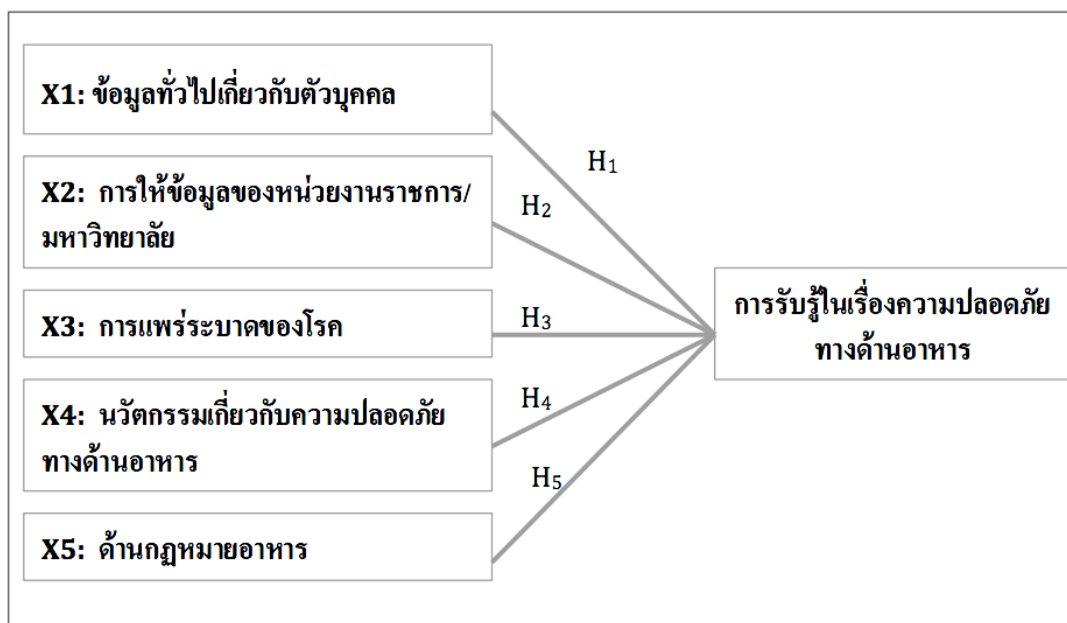 X1: ข้อมูลทั่วไปเกี่ยวกับตัวบุคคล
H1
X2: การให้ข้อมูลของหน่วยงานราชการ/
มหาวิทยาลัย
H2
X3: การแพร่ระบาดของโรค
H3
การรับรู้ในเรื่องความปลอดภัย
ทางด้านอาหาร
X4: นวัตกรรมเกี่ยวกับความปลอดภัย
ทางด้านอาหาร
H4
H5
X5: ด้านกฏหมายอาหาร